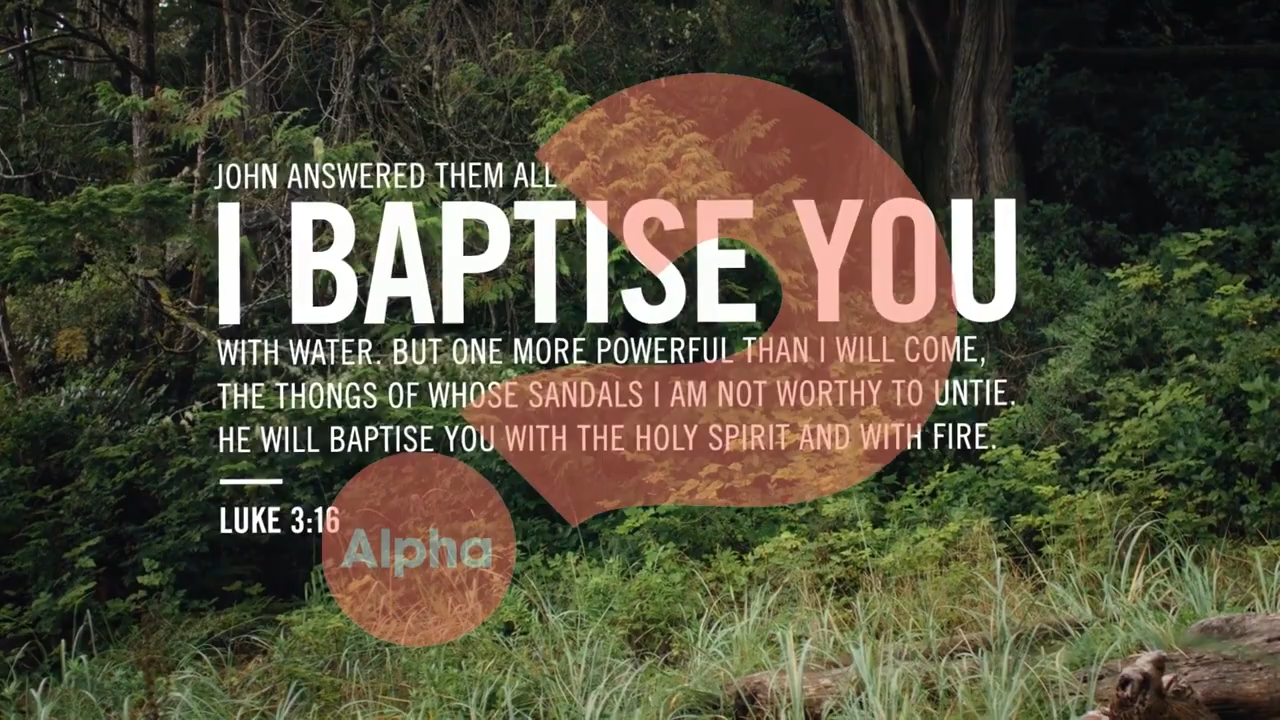 JOHN ANSWERED THEM ALL
I BAPTISE YOU
WITH WATER. BUT ONE MORE POWERFUL THAN I WILL COME,
THE THONGS OF WHOSE SANDALS I AM NOT WORTHY TO UNTIE.
HE WILL BAPTISE YOU WITH THE HOLY SPIRIT AND WITH FIRE.
LUKE 3:16
Alpha